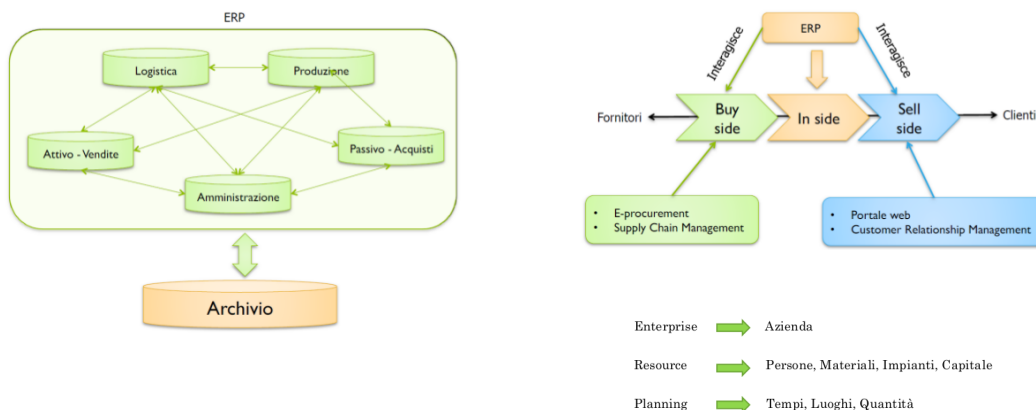 ERP
Logistica
Produzione
Attivo - Vendite
Passivo - Acquisti
Amministrazione
Archivio
ERP
Interagisce
Interagisce
Fornitori
Buy
side
In side
Sell
side
Clienti
• E-procurement
• Supply Chain Management
• Portale web
• Customer Relationship Management
Enterprise Azienda
Resource Persone, Materiali, Impianti, Capitale
Planning Tempi, Luoghi, Quantità